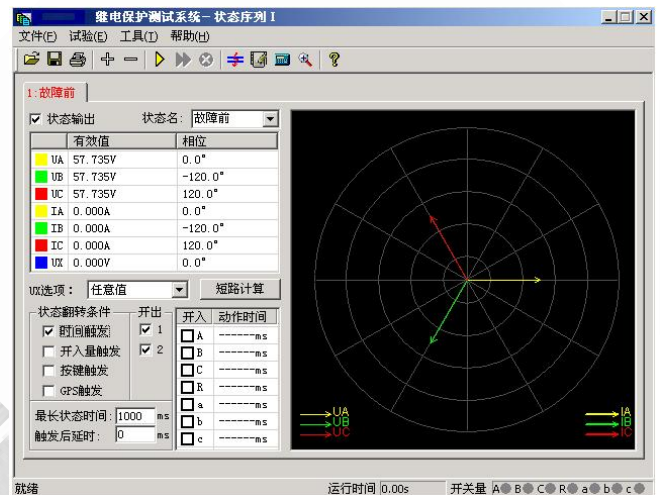 继电保护测试系统-状态序列 I
文件(F) 试验(E) 工具(T) 帮助(H)
1:故障前
状态输出 状态名: 故障前
有效值 相位
UA 57.735V 0.0°
UB 57.735V -120.0°
UC 57.735V 120.0°
IA 0.000A 0.0°
IB 0.000A -120.0°
IC 0.000A 120.0°
UX 0.000V 0.0°
UX选项: 任意值 短路计算
状态翻转条件 开出 开入 动作时间
时间触发 1 A ------ms
开入量触发 2 B ------ms
按键触发 C ------ms
GPS触发 R ------ms
a ------ms
最长状态时间: 1000 ms b ------ms
触发后延时: 0 ms c ------ms
UA IA
UB IB
UC IC
就绪 运行时间 0.00s 开关量 A B C R a b c